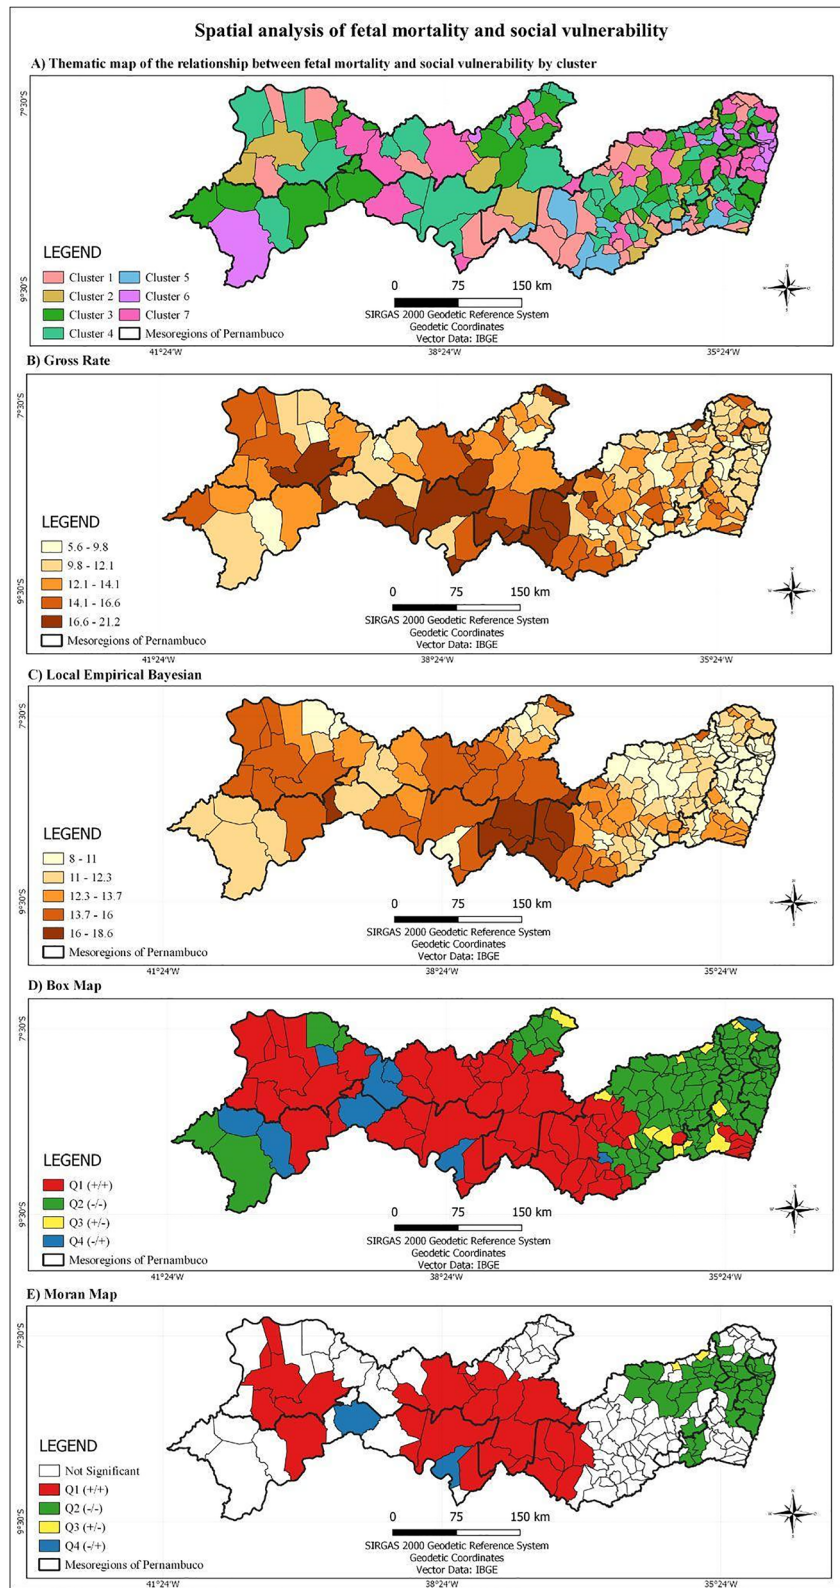 Spatial analysis of fetal mortality and social vulnerability
A) Thematic map of the relationship between fetal mortality and social vulnerability by cluster
7°30'S
9°30'S
LEGEND
Cluster 1
Cluster 5
Cluster 2
Cluster 6
Cluster 3
Cluster 7
Cluster 4
Mesoregions of Pernambuco
0 75 150 km
SIRGAS 2000 Geodetic Reference System
Geodetic Coordinates
Vector Data: IBGE
41°24'W 38°24'W 35°24'W
B) Gross Rate
7°30'S
9°30'S
LEGEND
5.6 - 9.8
9.8 - 12.1
12.1 - 14.1
14.1 - 16.6
16.6 - 21.2
Mesoregions of Pernambuco
0 75 150 km
SIRGAS 2000 Geodetic Reference System
Geodetic Coordinates
Vector Data: IBGE
41°24'W 38°24'W 35°24'W
C) Local Empirical Bayesian
7°30'S
9°30'S
LEGEND
8 - 11
11 - 12.3
12.3 - 13.7
13.7 - 16
16 - 18.6
Mesoregions of Pernambuco
0 75 150 km
SIRGAS 2000 Geodetic Reference System
Geodetic Coordinates
Vector Data: IBGE
41°24'W 38°24'W 35°24'W
D) Box Map
7°30'S
9°30'S
LEGEND
Q1 (+/+)
Q2 (-/-)
Q3 (+/-)
Q4 (-/+)
Mesoregions of Pernambuco
0 75 150 km
SIRGAS 2000 Geodetic Reference System
Geodetic Coordinates
Vector Data: IBGE
41°24'W 38°24'W 35°24'W
E) Moran Map
7°30'S
9°30'S
LEGEND
Not Significant
Q1 (+/+)
Q2 (-/-)
Q3 (+/-)
Q4 (-/+)
Mesoregions of Pernambuco
0 75 150 km
SIRGAS 2000 Geodetic Reference System
Geodetic Coordinates
Vector Data: IBGE
41°24'W 38°24'W 35°24'W